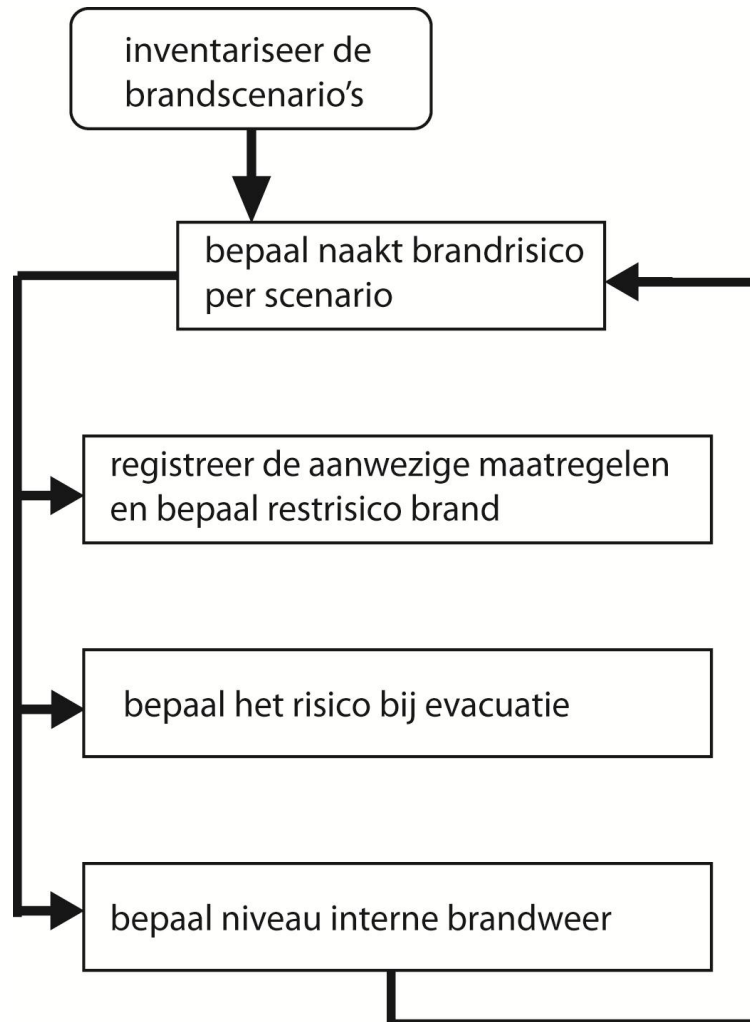 inventariseer de
brandscenario’s
bepaal naakt brandrisico
per scenario
registreer de aanwezige maatregelen
en bepaal restrisico brand
bepaal het risico bij evacuatie
bepaal niveau interne brandweer